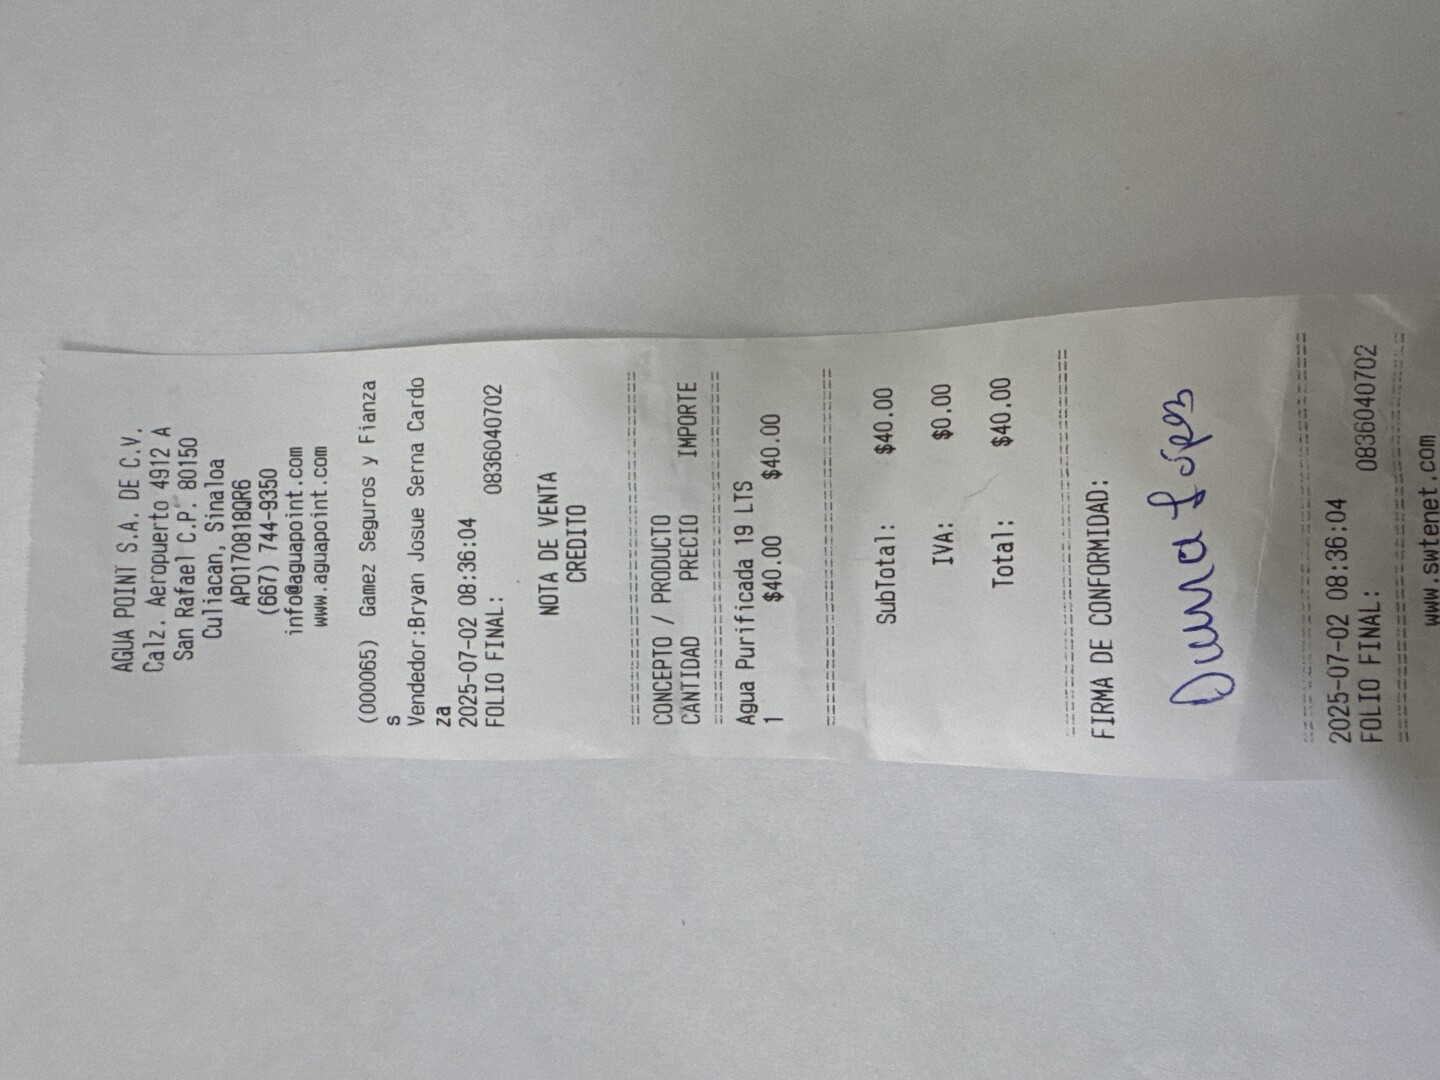 AGUA POINT S.A. DE C.V.
Calz. Aeropuerto 4912 A
San Rafael C.P. 80150
Culiacan, Sinaloa
APO170818QR6
(667) 744-9350
info@aguapoint.com
www.aguapoint.com
(000065) Gamez Seguros y Fianza
s
Vendedor:Bryan Josue Serna Cardo
za
2025-07-02 08:36:04
FOLIO FINAL: 0836040702
NOTA DE VENTA
CREDITO
================================
CONCEPTO / PRODUCTO
CANTIDAD PRECIO IMPORTE
================================
Agua Purificada 19 LTS
1 $40.00 $40.00
================================
SubTotal: $40.00
IVA: $0.00
Total: $40.00
================================
FIRMA DE CONFORMIDAD:
López
================================
2025-07-02 08:36:04
FOLIO FINAL: 0836040702
================================
www.swtenet.com